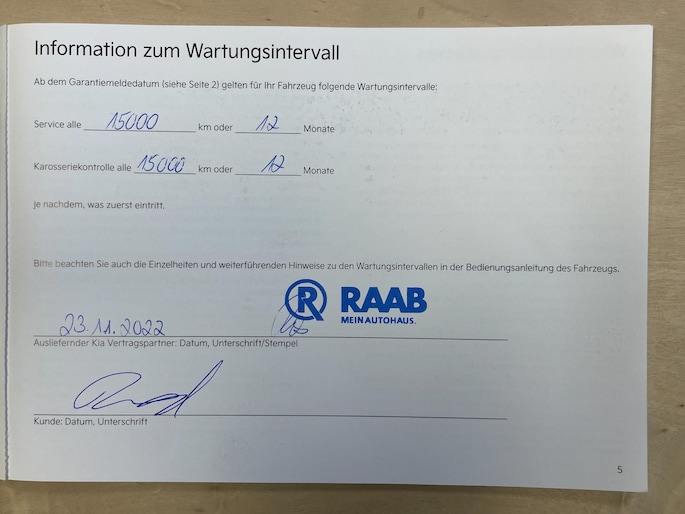 Information zum Wartungsintervall
Ab dem Garantiemeldedatum (siehe Seite 2) gelten für Ihr Fahrzeug folgende Wartungsintervalle:
Service alle 15000 km oder 12 Monate
Karosseriekontrolle alle 15000 km oder 12 Monate
je nachdem, was zuerst eintritt.
Bitte beachten Sie auch die Einzelheiten und weiterführenden Hinweise zu den Wartungsintervallen in der Bedienungsanleitung des Fahrzeugs.
R RAAB
MEIN AUTOHAUS.
23.11.2022
Ausliefernder Kia Vertragspartner: Datum, Unterschrift/Stempel
Kunde: Datum, Unterschrift
5